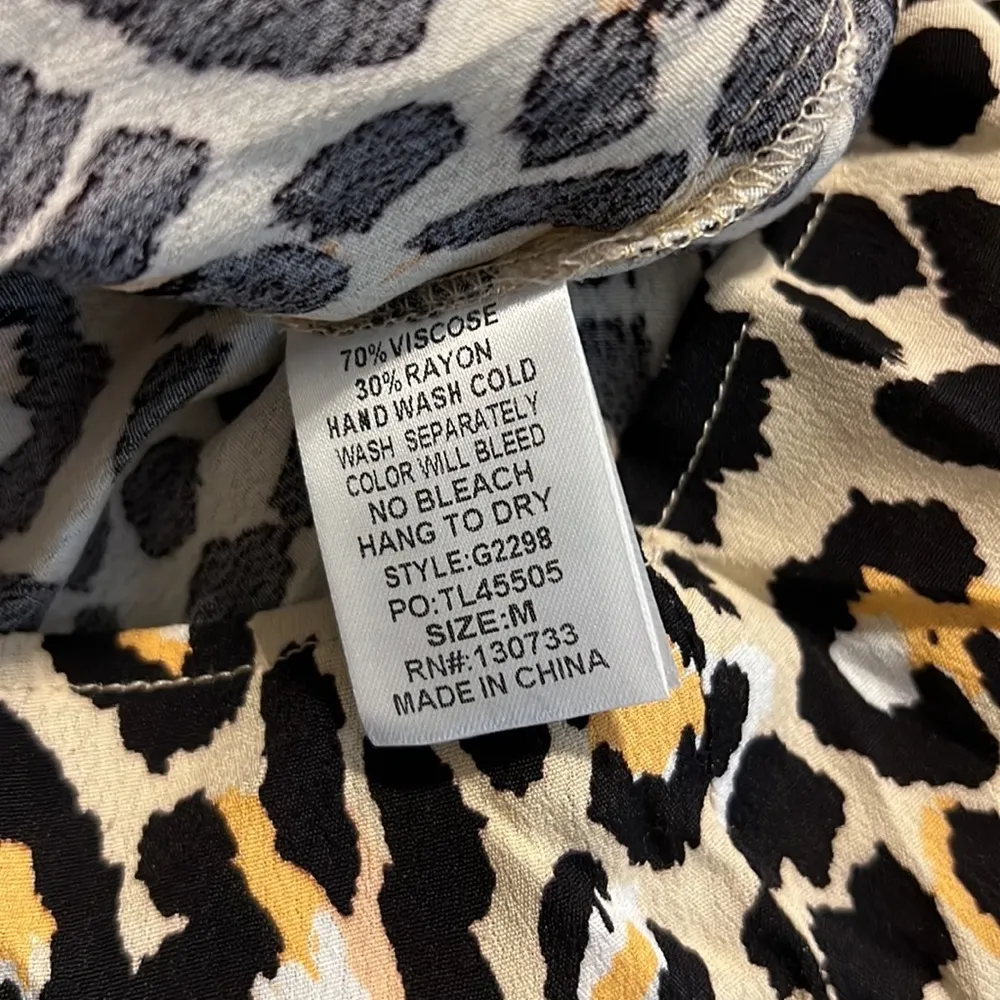 70% VISCOSE
30% RAYON
HAND WASH COLD
WASH SEPARATELY
COLOR WILL BLEED
NO BLEACH
HANG TO DRY
STYLE:G2298
PO:TL45505
SIZE:M
RN#:130733
MADE IN CHINA